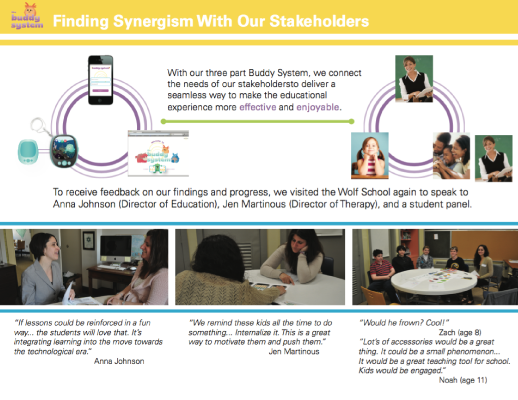 the
buddy
system
Finding Synergism With Our Stakeholders
With our three part Buddy System, we connect
the needs of our stakeholdersto deliver a
seamless way to make the educational
experience more effective and enjoyable.
buddy
system
To receive feedback on our findings and progress, we visited the Wolf School again to speak to
Anna Johnson (Director of Education), Jen Martinous (Director of Therapy), and a student panel.
"If lessons could be reinforced in a fun
way... the students will love that. It's
integrating learning into the move towards
the technological era."
Anna Johnson
"We remind these kids all the time to do
something... Internalize it. This is a great
way to motivate them and push them."
Jen Martinous
"Would he frown? Cool!"
Zach (age 8)
"Lot's of accessories would be a great
thing. It could be a small phenomenon...
It would be a great teaching tool for school.
Kids would be engaged."
Noah (age 11)